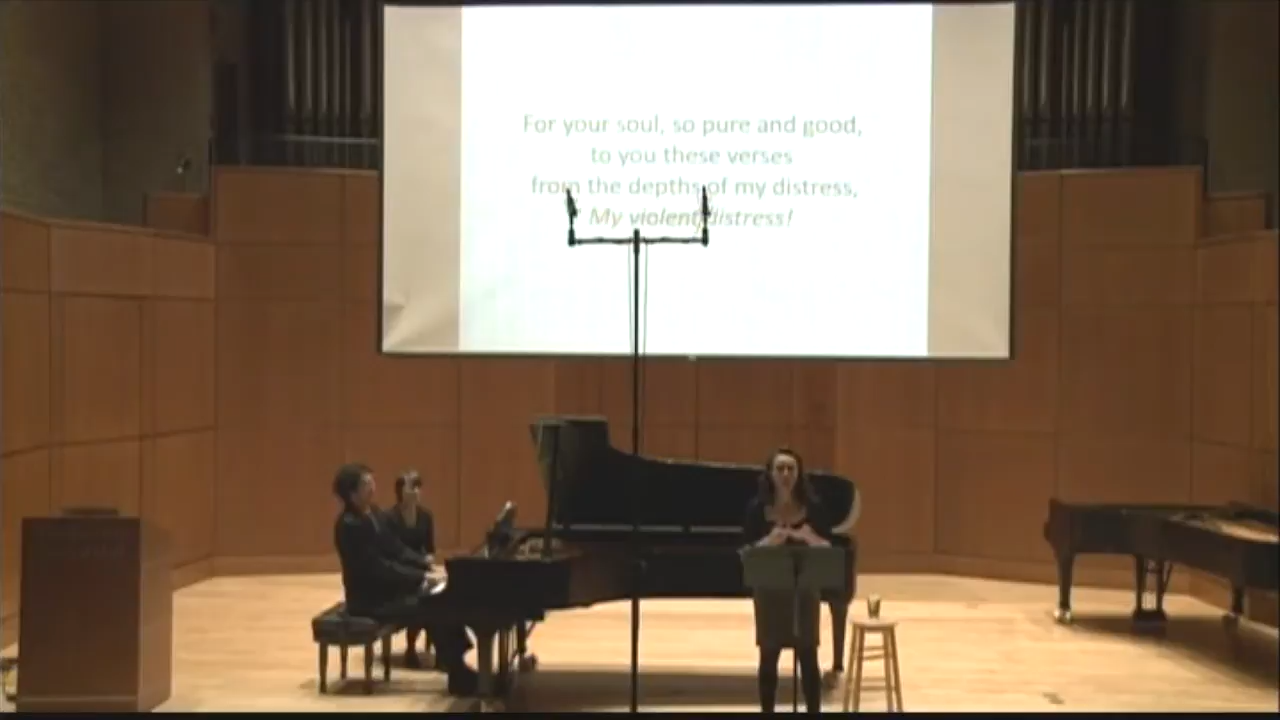 For your soul, so pure and good,
to you these verses
from the depths of my distress,
My violent distress!